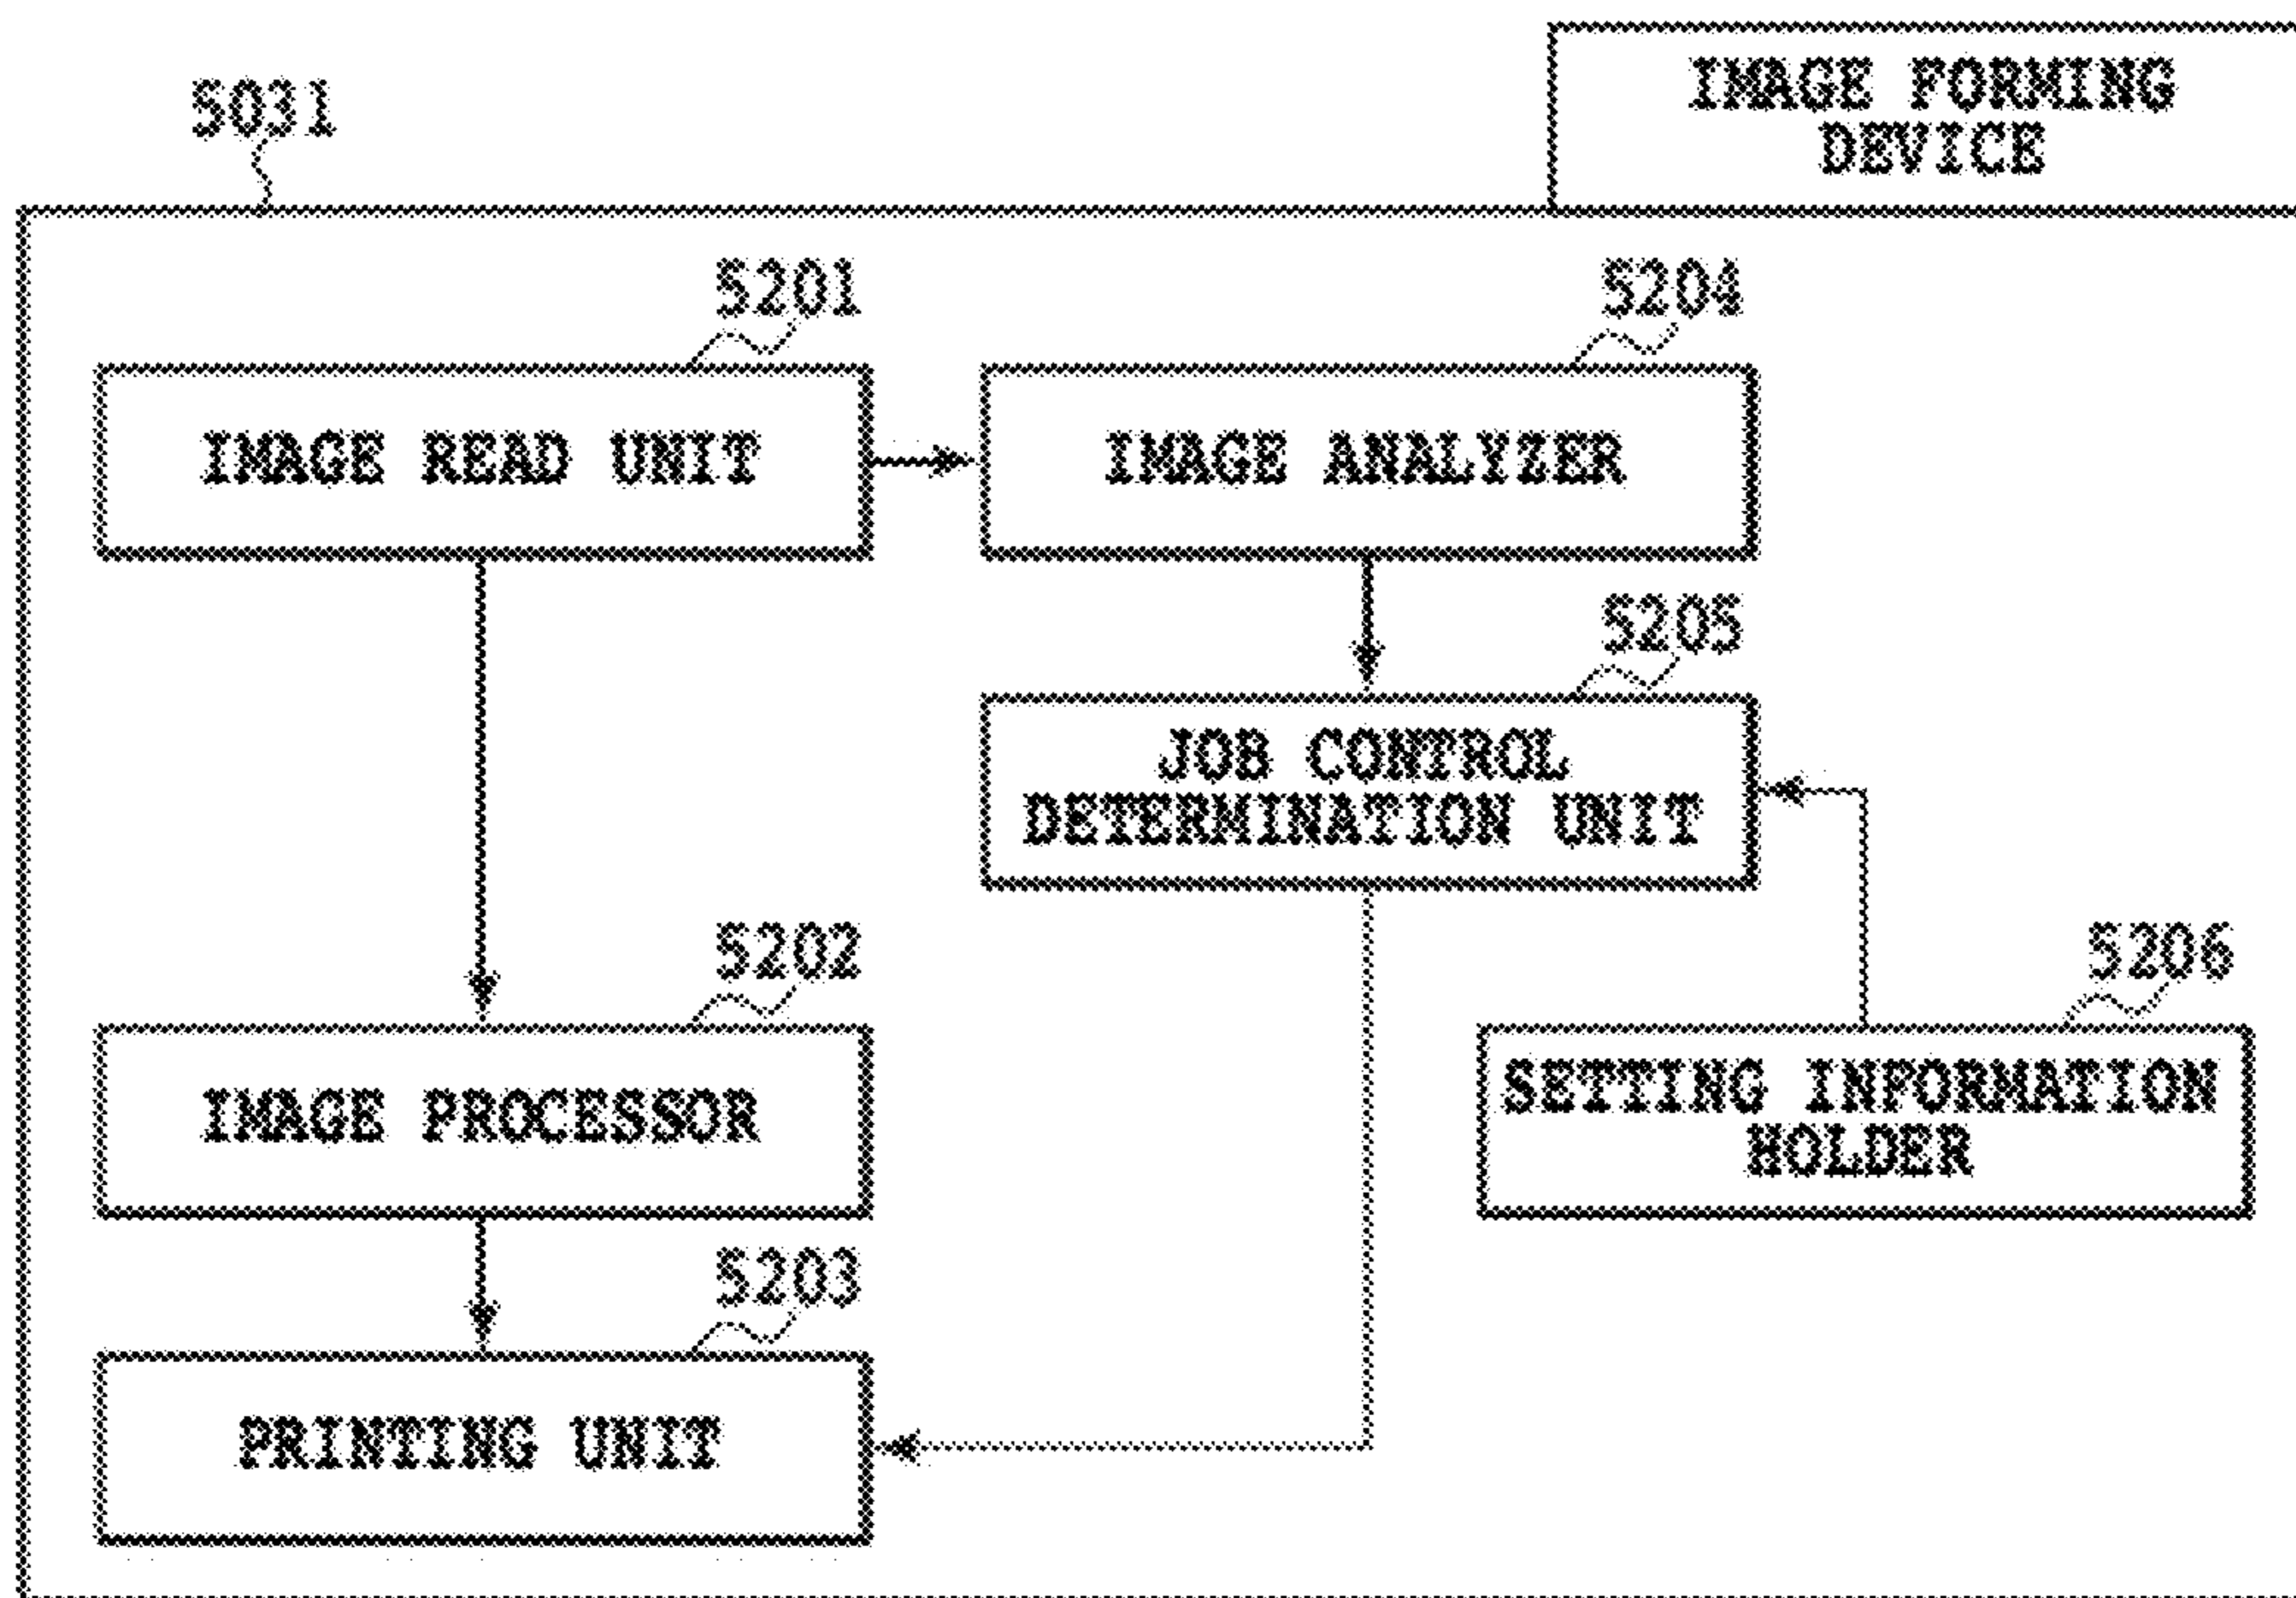 IMAGE FORMING
DEVICE
5031
5201
5204
IMAGE READ UNIT
IMAGE ANALYZER
5205
JOB CONTROL
DETERMINATION UNIT
5202
5206
IMAGE PROCESSOR
SETTING INFORMATION
HOLDER
5203
PRINTING UNIT